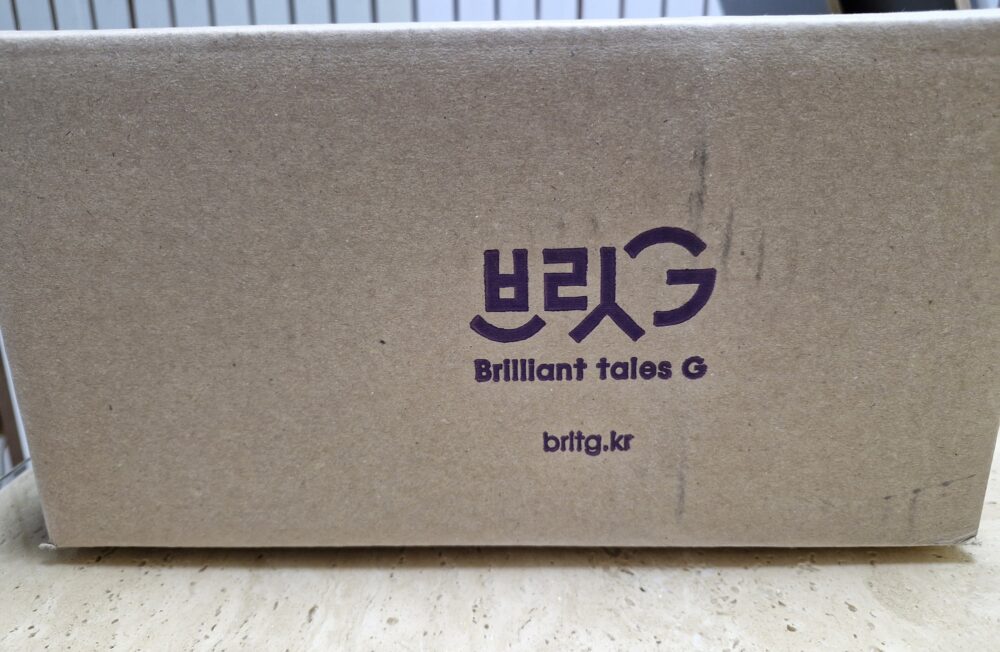 브릿G
Brilliant tales G
britg.kr